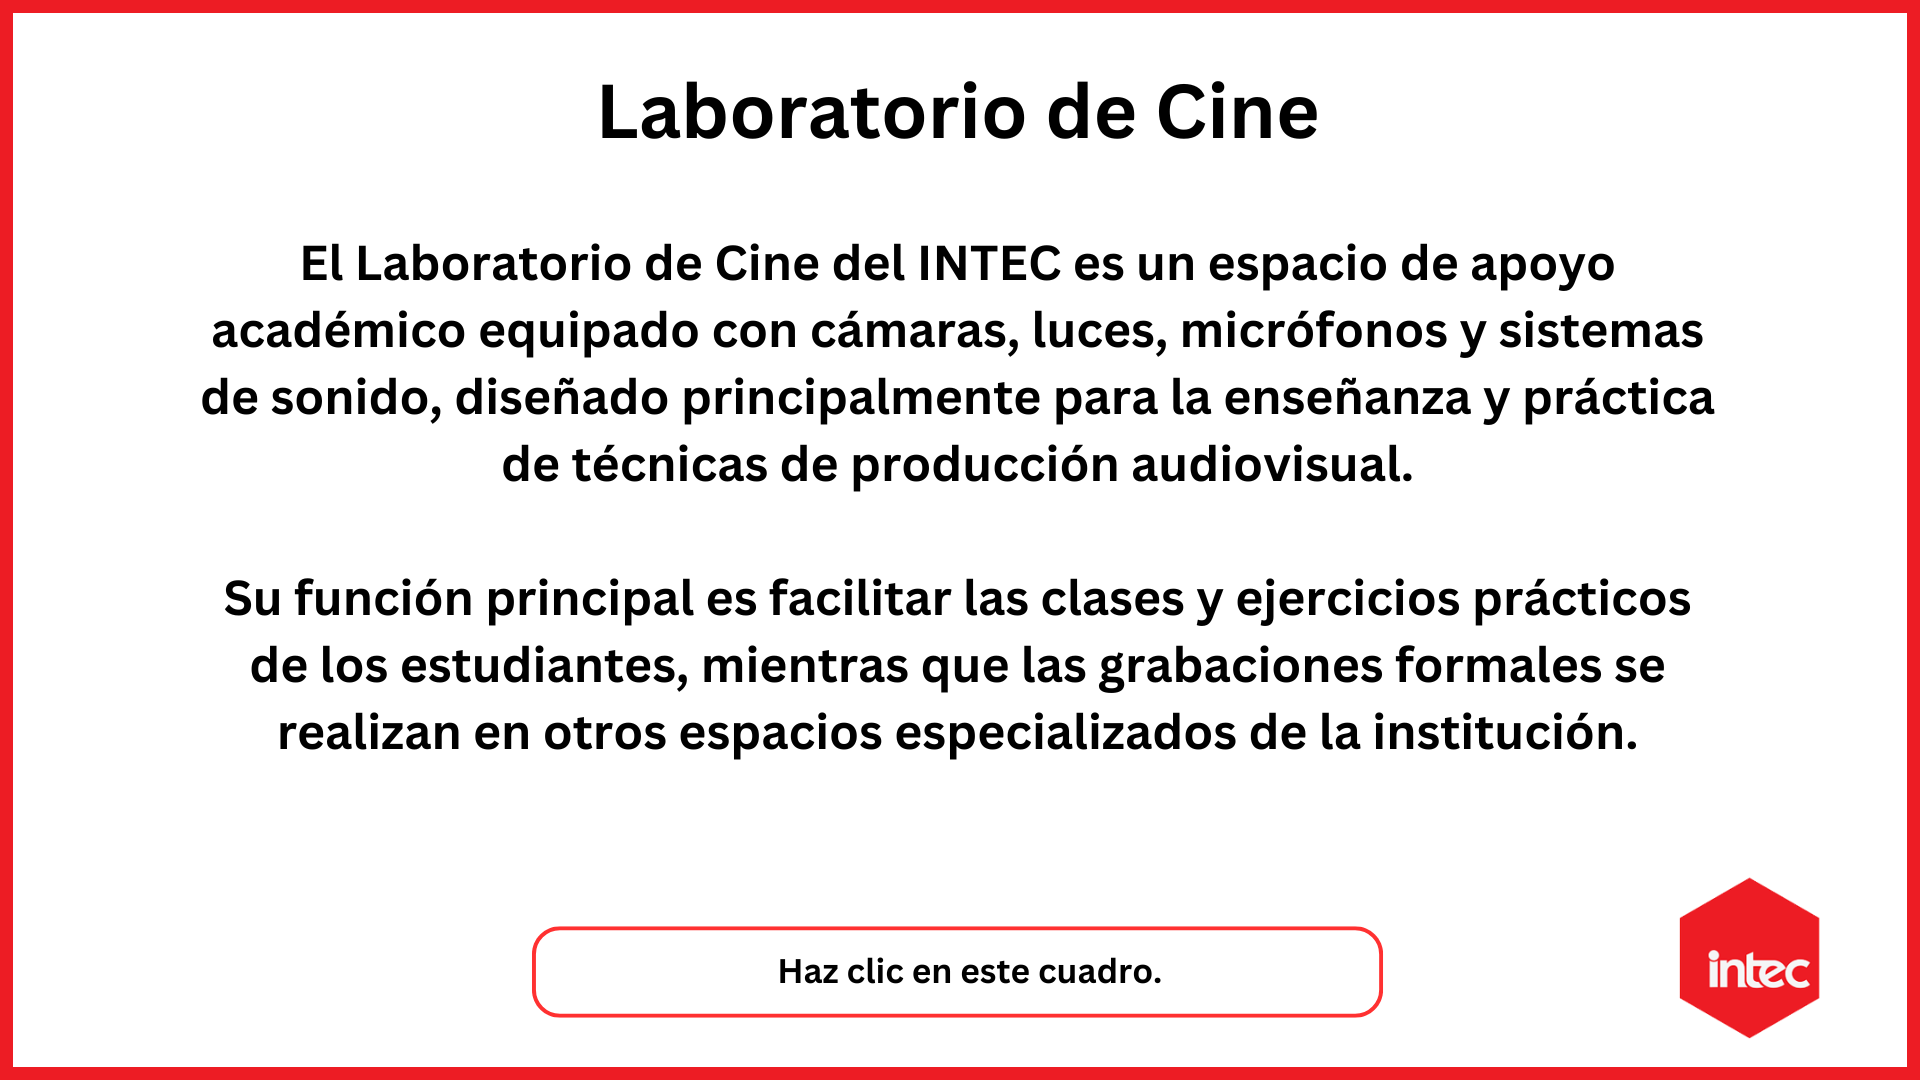 Laboratorio de Cine
El Laboratorio de Cine del INTEC es un espacio de apoyo
académico equipado con cámaras, luces, micrófonos y sistemas
de sonido, diseñado principalmente para la enseñanza y práctica
de técnicas de producción audiovisual.
Su función principal es facilitar las clases y ejercicios prácticos
de los estudiantes, mientras que las grabaciones formales se
realizan en otros espacios especializados de la institución.
Haz clic en este cuadro.
intec